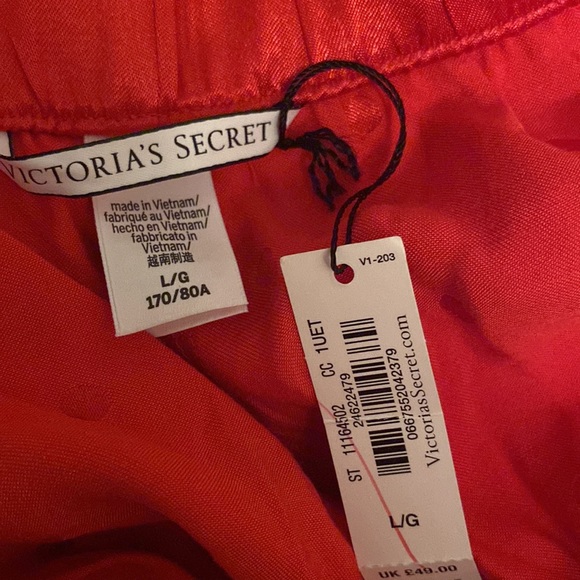 VICTORIA'S SECRET
made in Vietnam/
fabriqué au Vietnam/
hecho en Vietnam/
fabbricato in
Vietnam/
越南制造
L/G
170/80A
V1-203
ST 11164502 CC 1UET
24622479
0667552042379
VictoriasSecret.com
L/G
UK £49.00